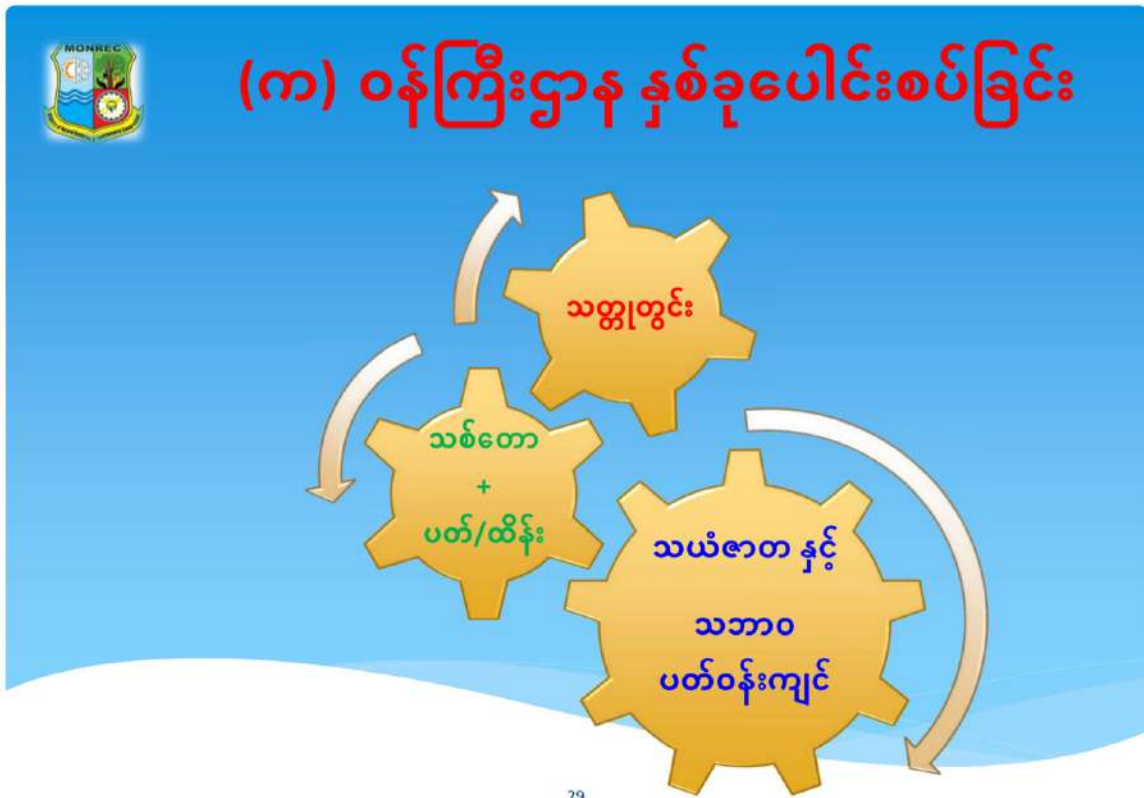 MONREC
(က) ဝန်ကြီးဌာန နှစ်ခုပေါင်းစပ်ခြင်း
သတ္တုတွင်း
သစ်တော
+
ပတ်/ထိန်း
သယံဇာတ နှင့်
သဘာဝ
ပတ်ဝန်းကျင်
29